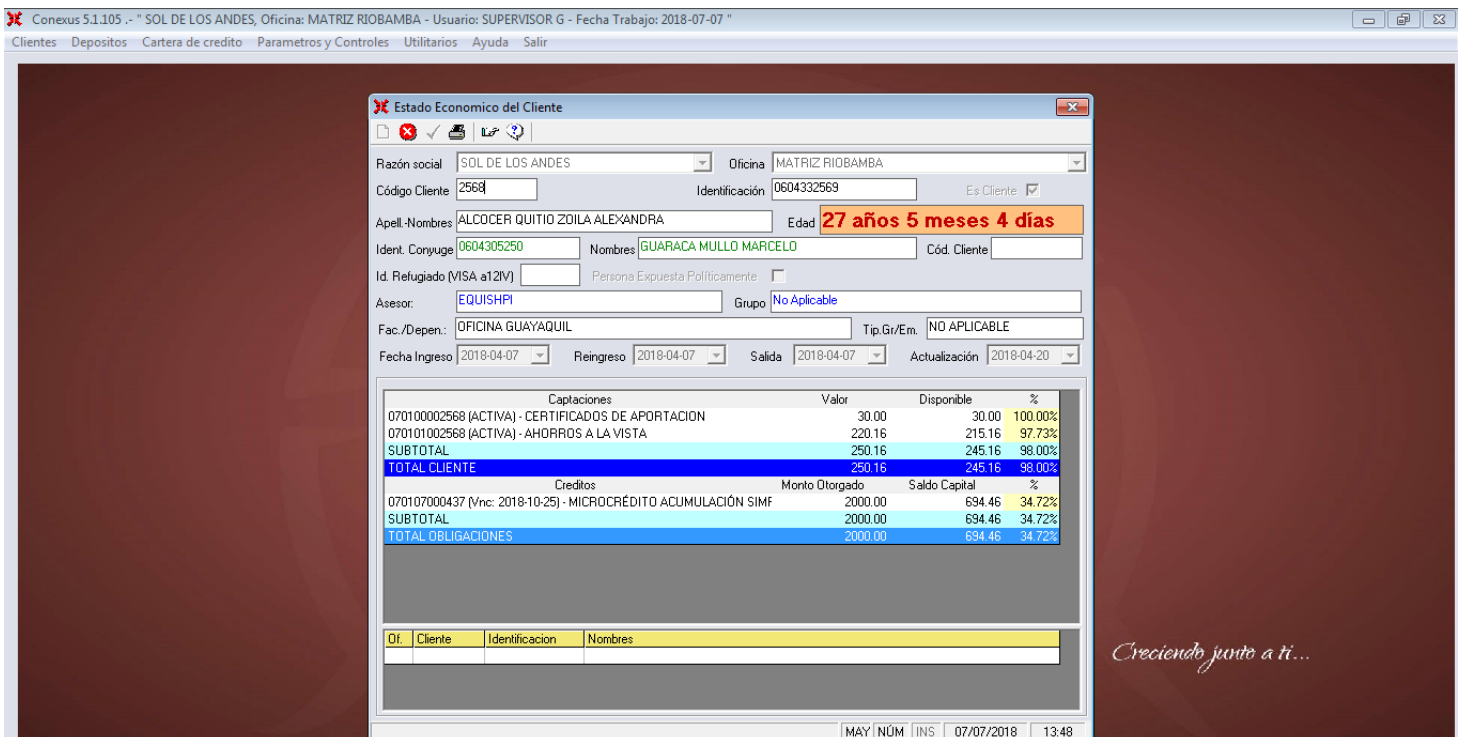 Conexus 5.1.105 .- " SOL DE LOS ANDES, Oficina: MATRIZ RIOBAMBA - Usuario: SUPERVISOR G - Fecha Trabajo: 2018-07-07 "
Clientes Depositos Cartera de credito Parametros y Controles Utilitarios Ayuda Salir
Estado Economico del Cliente
Razón social SOL DE LOS ANDES Oficina MATRIZ RIOBAMBA
Código Cliente 2568 Identificación 0604332569 Es Cliente
Apell.-Nombres ALCOCER QUITIO ZOILA ALEXANDRA Edad 27 años 5 meses 4 días
Ident. Conyuge 0604305250 Nombres GUARACA MULLO MARCELO Cód. Cliente
Id. Refugiado (VISA a12IV) Persona Expuesta Políticamente
Asesor: EQUISHPI Grupo No Aplicable
Fac./Depen.: OFICINA GUAYAQUIL Tip.Gr/Em. NO APLICABLE
Fecha Ingreso 2018-04-07 Reingreso 2018-04-07 Salida 2018-04-07 Actualización 2018-04-20
Captaciones Valor Disponible %
070100002568 (ACTIVA) - CERTIFICADOS DE APORTACION 30.00 30.00 100.00%
070101002568 (ACTIVA) - AHORROS A LA VISTA 220.16 215.16 97.73%
SUBTOTAL 250.16 245.16 98.00%
TOTAL CLIENTE 250.16 245.16 98.00%
Creditos Monto Otorgado Saldo Capital %
070107000437 (Vnc: 2018-10-25) - MICROCRÉDITO ACUMULACIÓN SIMF 2000.00 694.46 34.72%
SUBTOTAL 2000.00 694.46 34.72%
TOTAL OBLIGACIONES 2000.00 694.46 34.72%
Of. Cliente Identificacion Nombres
Creciendo junto a ti...
MAY NÚM INS 07/07/2018 13:48